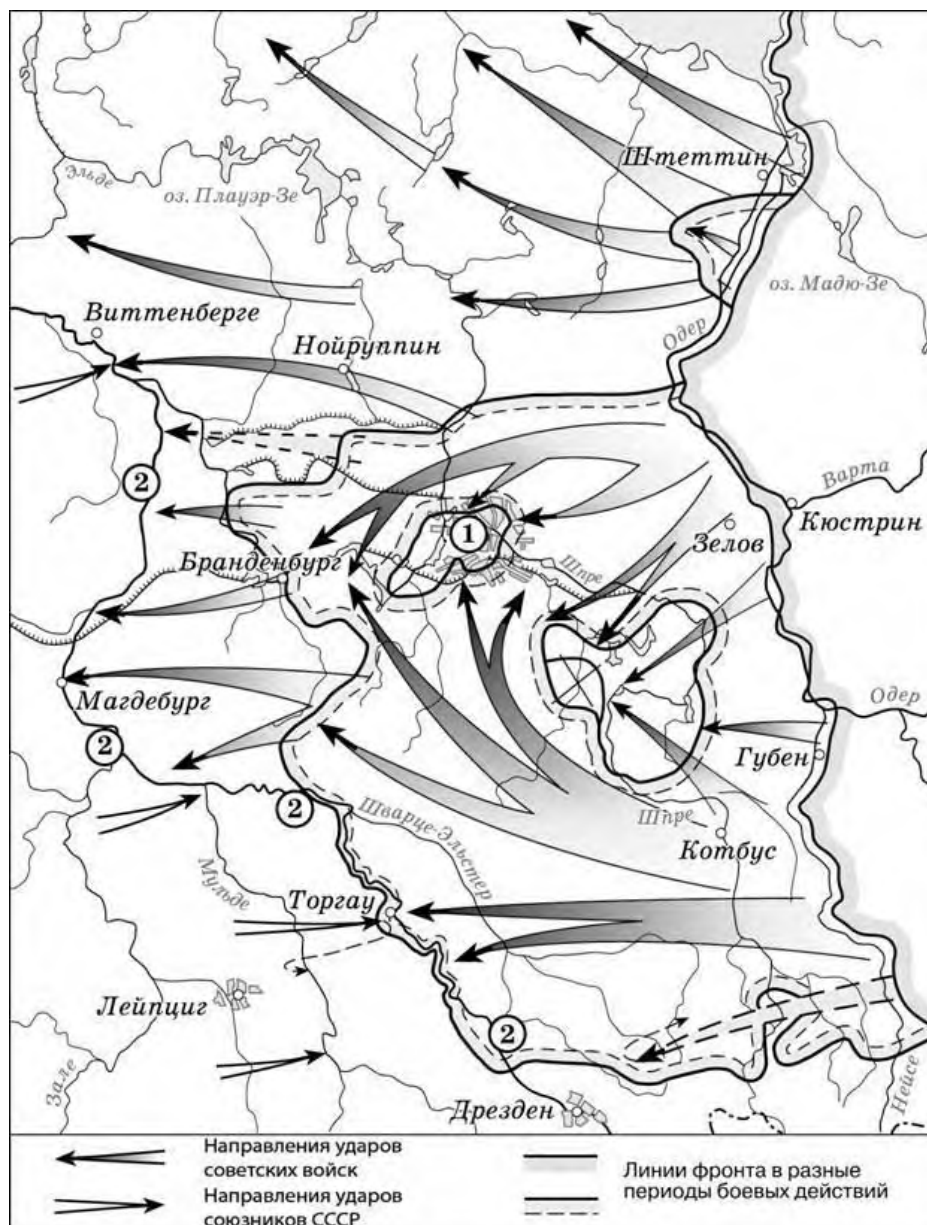 Штеттин
Эльде
оз. Плауэр-Зе
оз. Мадю-Зе
Виттенберге
Одер
Нойруппин
2
Варта
Кюстрин
1
Зелов
Бранденбург
Шпре
Магдебург
Одер
2
Губен
2
Шварце-Эльстер
Шпре
Котбус
Мульде
Торгау
Лейпциг
2
Зале
Дрезден
Нейсе
Направления ударов
советских войск
Направления ударов
союзников СССР
Линии фронта в разные
периоды боевых действий